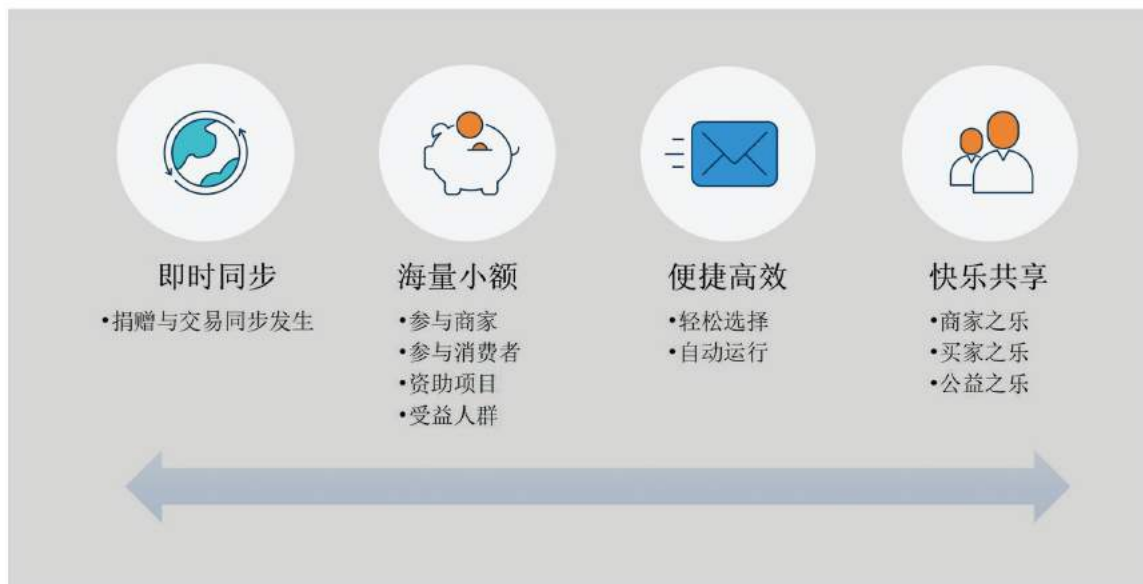 即时同步
•捐赠与交易同步发生
海量小额
•参与商家
•参与消费者
•资助项目
•受益人群
便捷高效
•轻松选择
•自动运行
快乐共享
•商家之乐
•买家之乐
•公益之乐